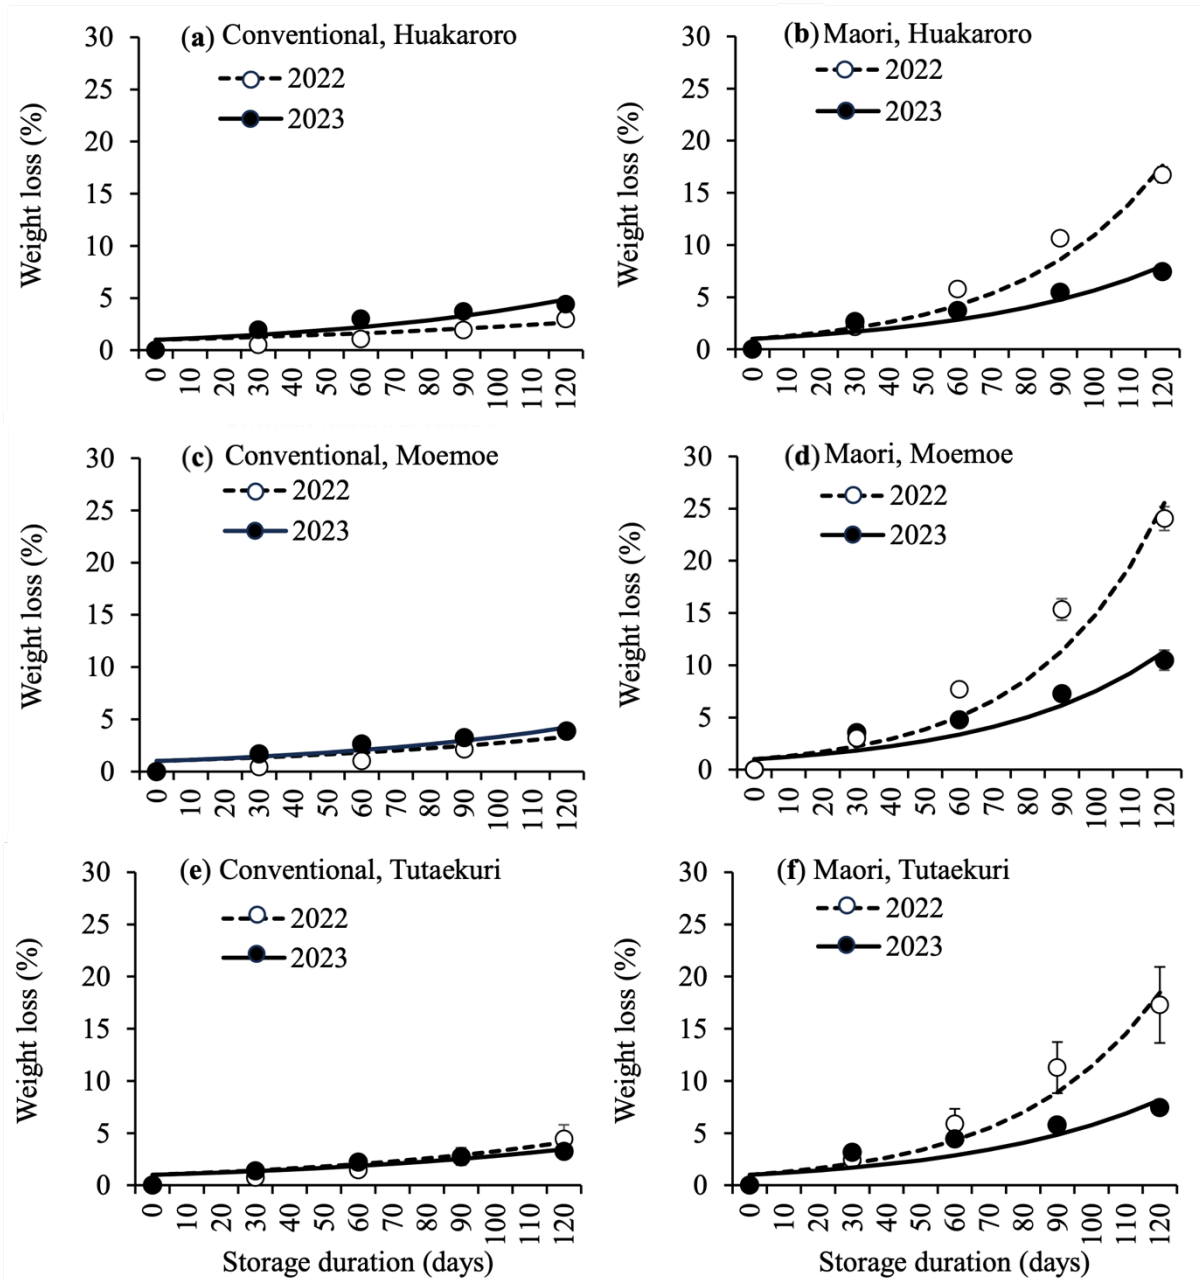 (a) Conventional, Huakaroro
2022
2023
Weight loss (%)
30
25
20
15
10
5
0
0 10 20 30 40 50 60 70 80 90 100 110 120
(b) Maori, Huakaroro
2022
2023
Weight loss (%)
30
25
20
15
10
5
0
0 10 20 30 40 50 60 70 80 90 100 110 120
(c) Conventional, Moemoe
2022
2023
Weight loss (%)
30
25
20
15
10
5
0
0 10 20 30 40 50 60 70 80 90 100 110 120
(d) Maori, Moemoe
2022
2023
Weight loss (%)
30
25
20
15
10
5
0
0 10 20 30 40 50 60 70 80 90 100 110 120
(e) Conventional, Tutaekuri
2022
2023
Weight loss (%)
30
25
20
15
10
5
0
0 10 20 30 40 50 60 70 80 90 100 110 120
Storage duration (days)
(f) Maori, Tutaekuri
2022
2023
Weight loss (%)
30
25
20
15
10
5
0
0 10 20 30 40 50 60 70 80 90 100 110 120
Storage duration (days)